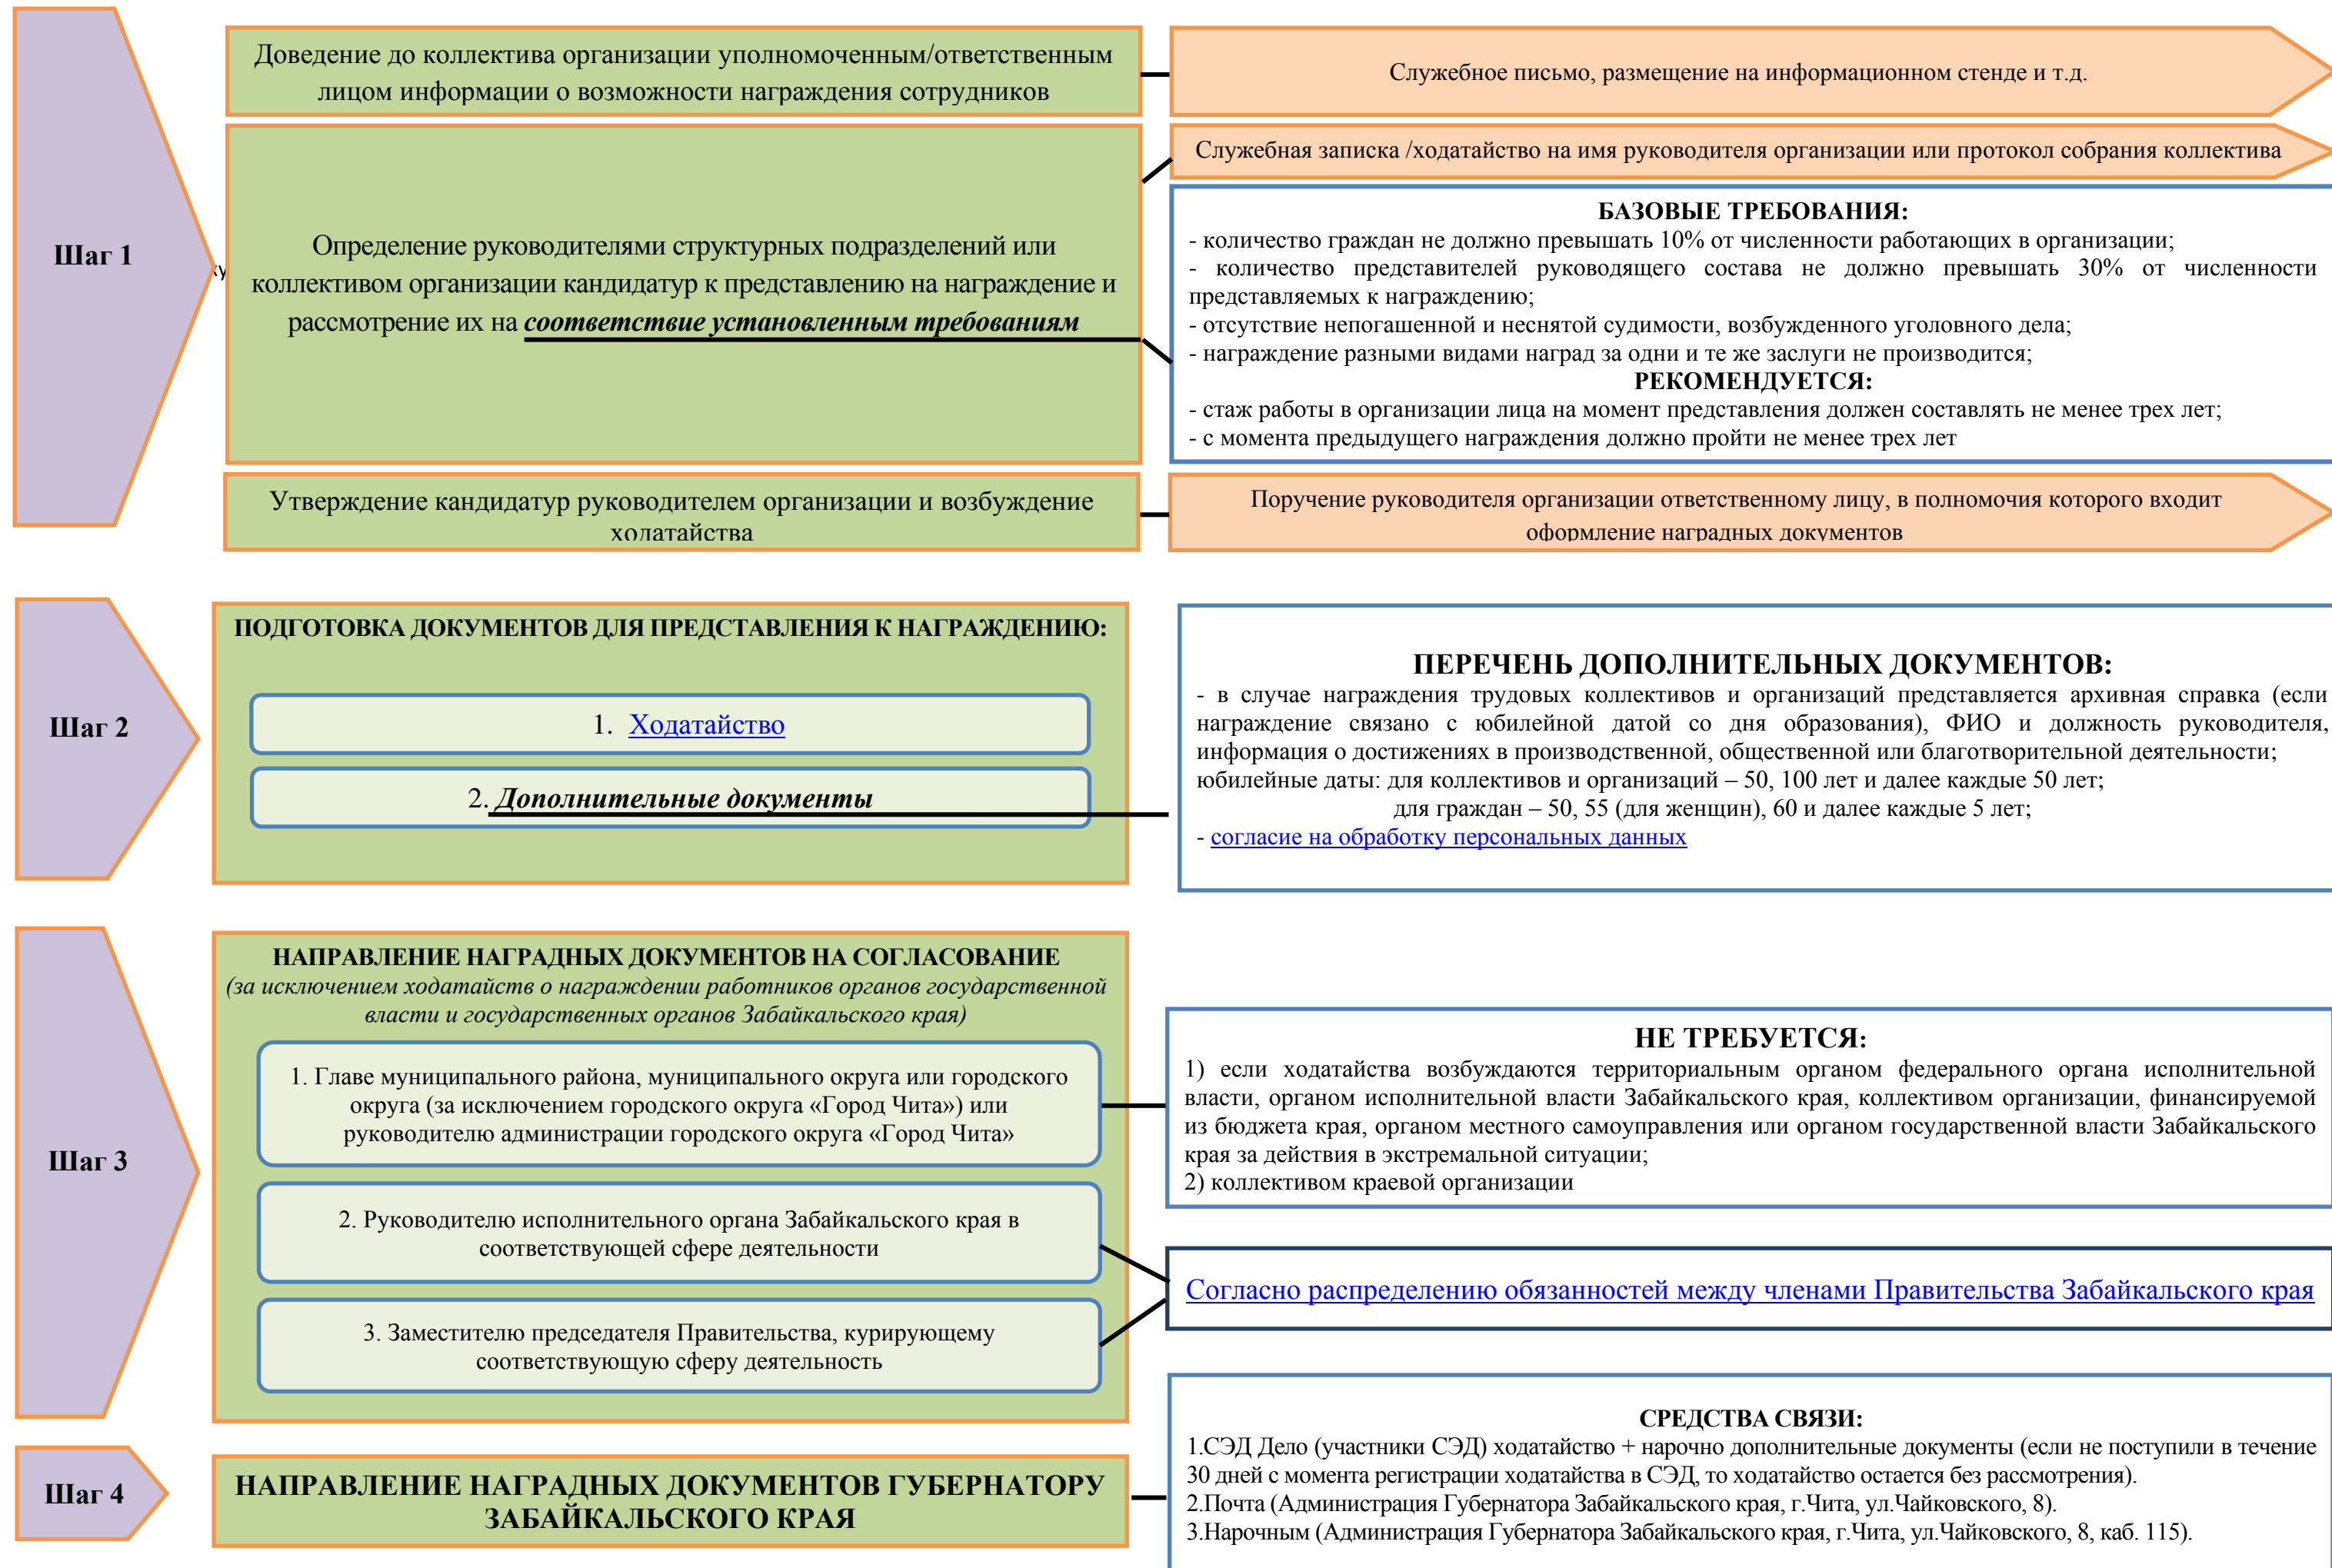 Шаг 1
Доведение до коллектива организации уполномоченным/ответственным
лицом информации о возможности награждения сотрудников
Служебное письмо, размещение на информационном стенде и т.д.
Определение руководителями структурных подразделений или
коллективом организации кандидатур к представлению на награждение и
рассмотрение их на соответствие установленным требованиям
Служебная записка /ходатайство на имя руководителя организации или протокол собрания коллектива
БАЗОВЫЕ ТРЕБОВАНИЯ:
- количество граждан не должно превышать 10% от численности работающих в организации;
- количество представителей руководящего состава не должно превышать 30% от численности
представляемых к награждению;
- отсутствие непогашенной и неснятой судимости, возбужденного уголовного дела;
- награждение разными видами наград за одни и те же заслуги не производится;
РЕКОМЕНДУЕТСЯ:
- стаж работы в организации лица на момент представления должен составлять не менее трех лет;
- с момента предыдущего награждения должно пройти не менее трех лет
Утверждение кандидатур руководителем организации и возбуждение
ходатайства
Поручение руководителя организации ответственному лицу, в полномочия которого входит
оформление наградных документов
Шаг 2
ПОДГОТОВКА ДОКУМЕНТОВ ДЛЯ ПРЕДСТАВЛЕНИЯ К НАГРАЖДЕНИЮ:
1. Ходатайство
2. Дополнительные документы
ПЕРЕЧЕНЬ ДОПОЛНИТЕЛЬНЫХ ДОКУМЕНТОВ:
- в случае награждения трудовых коллективов и организаций представляется архивная справка (если
награждение связано с юбилейной датой со дня образования), ФИО и должность руководителя,
информация о достижениях в производственной, общественной или благотворительной деятельности;
юбилейные даты: для коллективов и организаций – 50, 100 лет и далее каждые 50 лет;
для граждан – 50, 55 (для женщин), 60 и далее каждые 5 лет;
- согласие на обработку персональных данных
Шаг 3
НАПРАВЛЕНИЕ НАГРАДНЫХ ДОКУМЕНТОВ НА СОГЛАСОВАНИЕ
(за исключением ходатайств о награждении работников органов государственной
власти и государственных органов Забайкальского края)
1. Главе муниципального района, муниципального округа или городского
округа (за исключением городского округа «Город Чита») или
руководителю администрации городского округа «Город Чита»
2. Руководителю исполнительного органа Забайкальского края в
соответствующей сфере деятельности
3. Заместителю председателя Правительства, курирующему
соответствующую сферу деятельность
НЕ ТРЕБУЕТСЯ:
1) если ходатайства возбуждаются территориальным органом федерального органа исполнительной
власти, органом исполнительной власти Забайкальского края, коллективом организации, финансируемой
из бюджета края, органом местного самоуправления или органом государственной власти Забайкальского
края за действия в экстремальной ситуации;
2) коллективом краевой организации
Согласно распределению обязанностей между членами Правительства Забайкальского края
Шаг 4
НАПРАВЛЕНИЕ НАГРАДНЫХ ДОКУМЕНТОВ ГУБЕРНАТОРУ
ЗАБАЙКАЛЬСКОГО КРАЯ
СРЕДСТВА СВЯЗИ:
1.СЭД Дело (участники СЭД) ходатайство + нарочно дополнительные документы (если не поступили в течение
30 дней с момента регистрации ходатайства в СЭД, то ходатайство остается без рассмотрения).
2.Почта (Администрация Губернатора Забайкальского края, г.Чита, ул.Чайковского, 8).
3.Нарочным (Администрация Губернатора Забайкальского края, г.Чита, ул.Чайковского, 8, каб. 115).